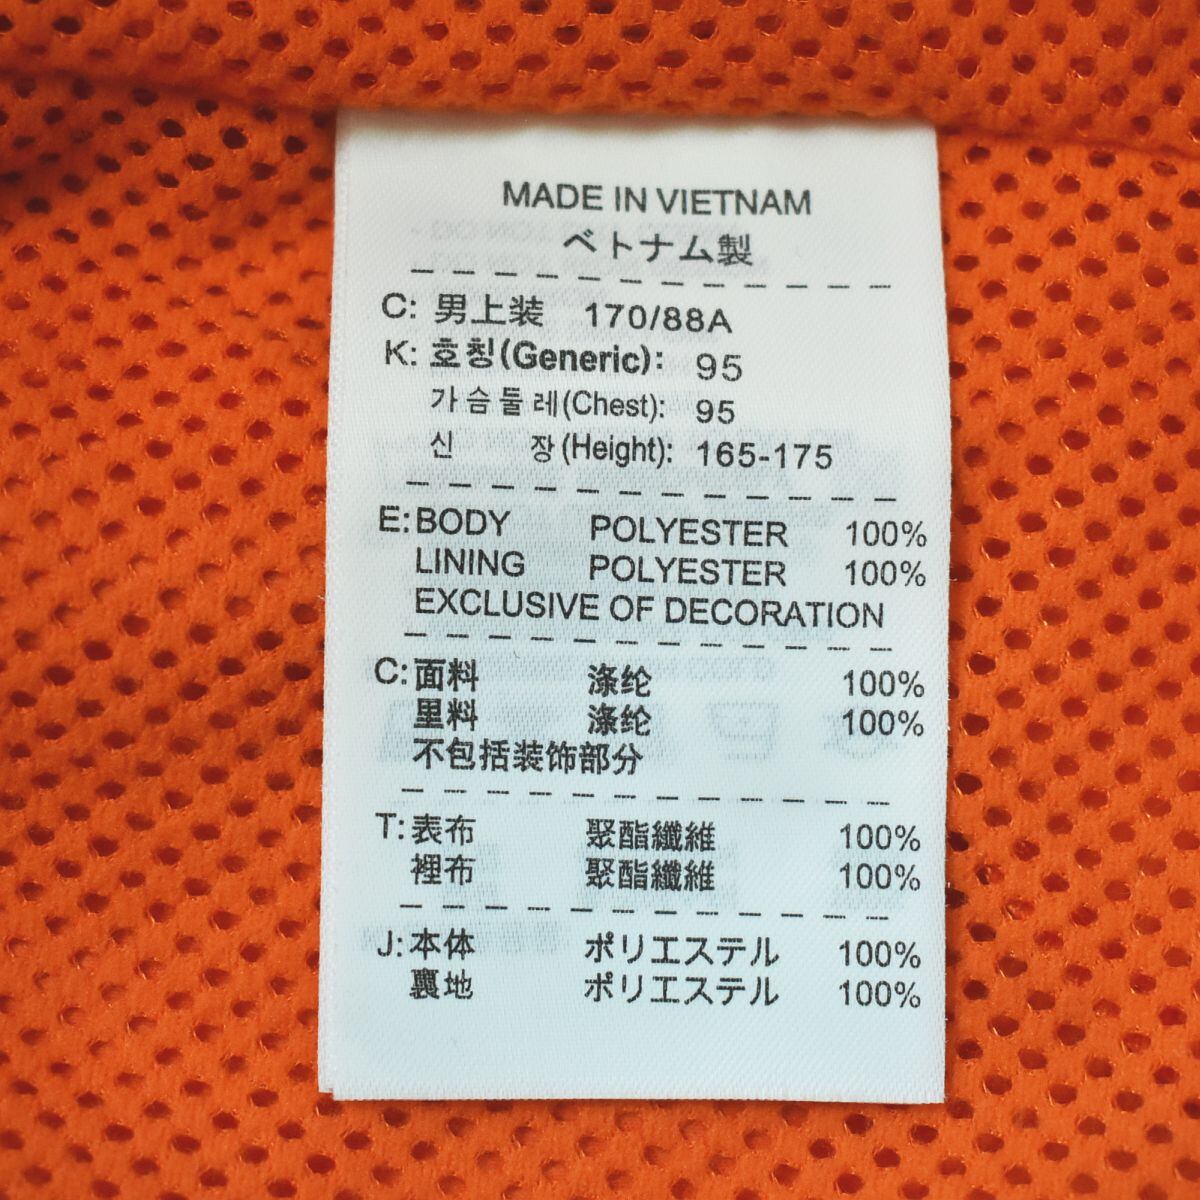 MADE IN VIETNAM
ベトナム製
C: 男上装 170/88A
K: 호칭(Generic): 95
가슴둘레(Chest): 95
신 장(Height): 165-175
E: BODY POLYESTER 100%
LINING POLYESTER 100%
EXCLUSIVE OF DECORATION
C: 面料 涤纶 100%
里料 涤纶 100%
不包括装饰部分
T: 表布 聚酯纖維 100%
裡布 聚酯纖維 100%
J: 本体 ポリエステル 100%
裏地 ポリエステル 100%